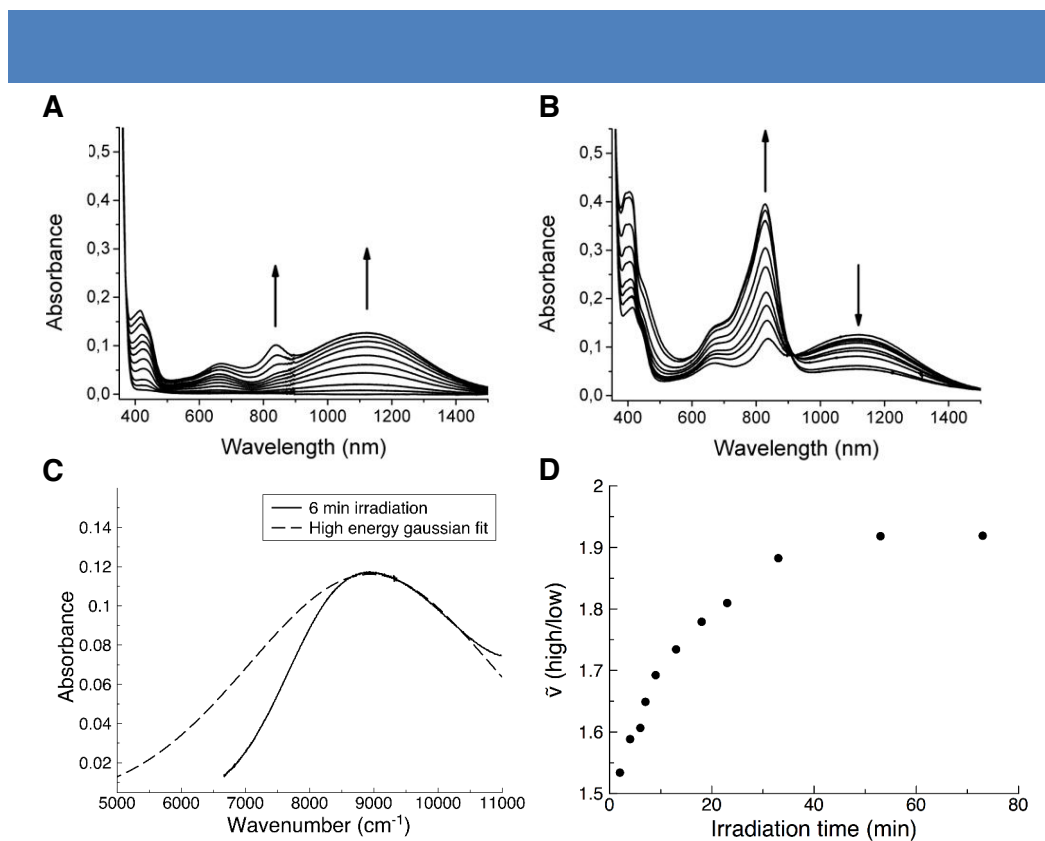 A
0,5
0,4
0,3
0,2
0,1
0,0
Absorbance
400 600 800 1000 1200 1400
Wavelength (nm)
B
0,5
0,4
0,3
0,2
0,1
0,0
Absorbance
400 600 800 1000 1200 1400
Wavelength (nm)
C
6 min irradiation
High energy gaussian fit
0.14
0.12
0.1
0.08
0.06
0.04
0.02
Absorbance
5000 6000 7000 8000 9000 10000 11000
Wavenumber (cm⁻¹)
D
2
1.9
1.8
1.7
1.6
1.5
ṽ (high/low)
0 20 40 60 80
Irradiation time (min)